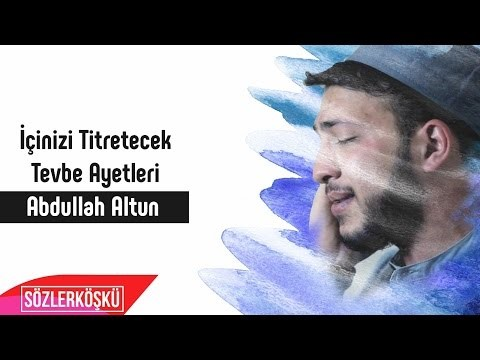 İçinizi Titretecek
Tevbe Ayetleri
Abdullah Altun
SÖZLERKÖŞKÜ